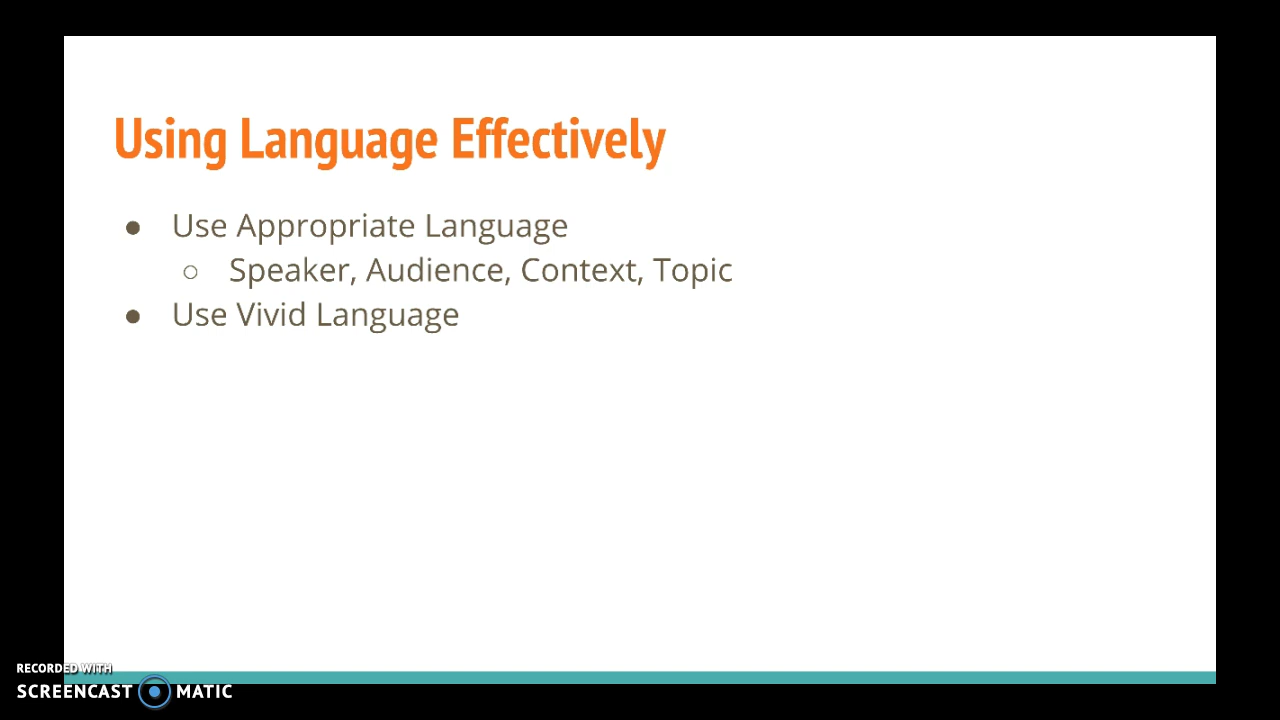 Using Language Effectively
● Use Appropriate Language
○ Speaker, Audience, Context, Topic
● Use Vivid Language
RECORDED WITH
SCREENCAST MATIC